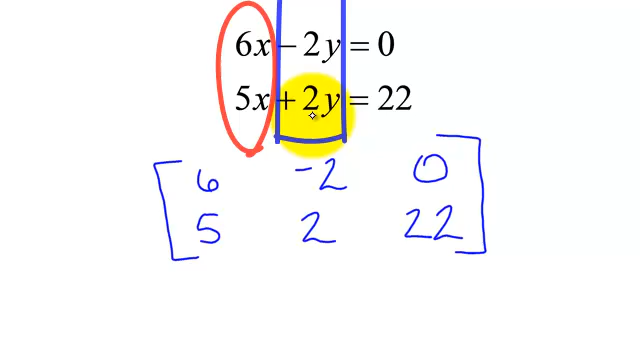 6x − 2y = 0
5x + 2y = 22
6 -2 0
5 2 22